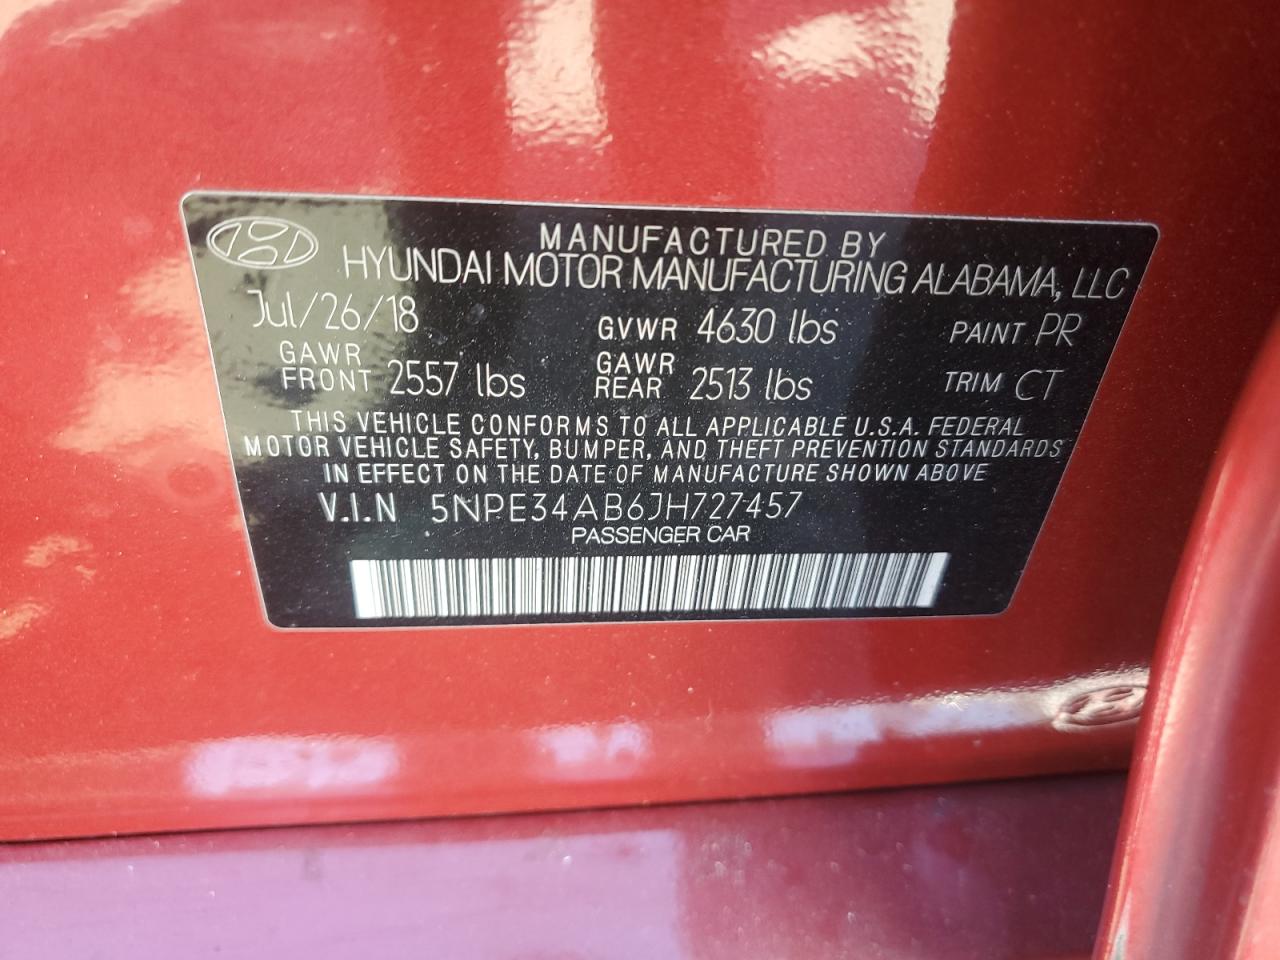 MANUFACTURED BY
HYUNDAI MOTOR MANUFACTURING ALABAMA, LLC
Jul/26/18 GVWR 4630 lbs PAINT PR
GAWR FRONT 2557 lbs GAWR REAR 2513 lbs TRIM CT
THIS VEHICLE CONFORMS TO ALL APPLICABLE U.S.A. FEDERAL
MOTOR VEHICLE SAFETY, BUMPER, AND THEFT PREVENTION STANDARDS
IN EFFECT ON THE DATE OF MANUFACTURE SHOWN ABOVE
V.I.N 5NPE34AB6JH727457
PASSENGER CAR